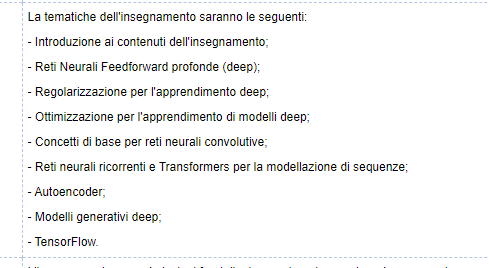 La tematiche dell'insegnamento saranno le seguenti:
- Introduzione ai contenuti dell'insegnamento;
- Reti Neurali Feedforward profonde (deep);
- Regolarizzazione per l'apprendimento deep;
- Ottimizzazione per l'apprendimento di modelli deep;
- Concetti di base per reti neurali convolutive;
- Reti neurali ricorrenti e Transformers per la modellazione di sequenze;
- Autoencoder;
- Modelli generativi deep;
- TensorFlow.